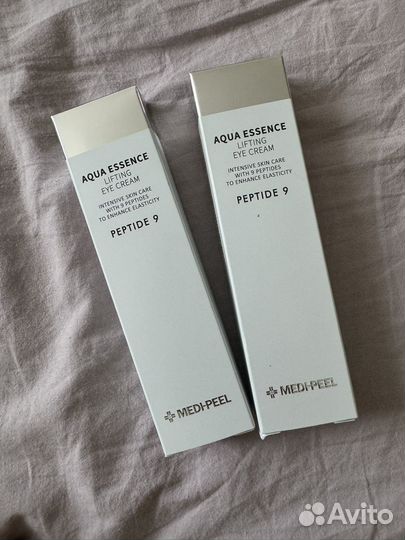 AQUA ESSENCE
LIFTING
EYE CREAM
INTENSIVE SKIN CARE
WITH 9 PEPTIDES
TO ENHANCE ELASTICITY
PEPTIDE 9
MEDI-PEEL
AQUA ESSENCE
LIFTING
EYE CREAM
INTENSIVE SKIN CARE
WITH 9 PEPTIDES
TO ENHANCE ELASTICITY
PEPTIDE 9
MEDI-PEEL
Avito